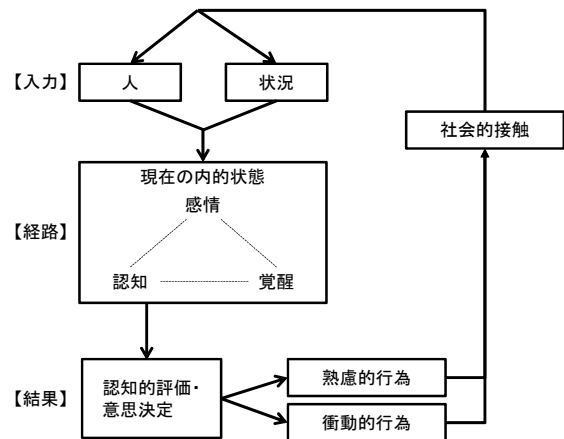 【入力】
人
状況
社会的接触
現在の内的状態
感情
【経路】
認知
覚醒
【結果】
認知的評価・
意思決定
熟慮的行為
衝動的行為